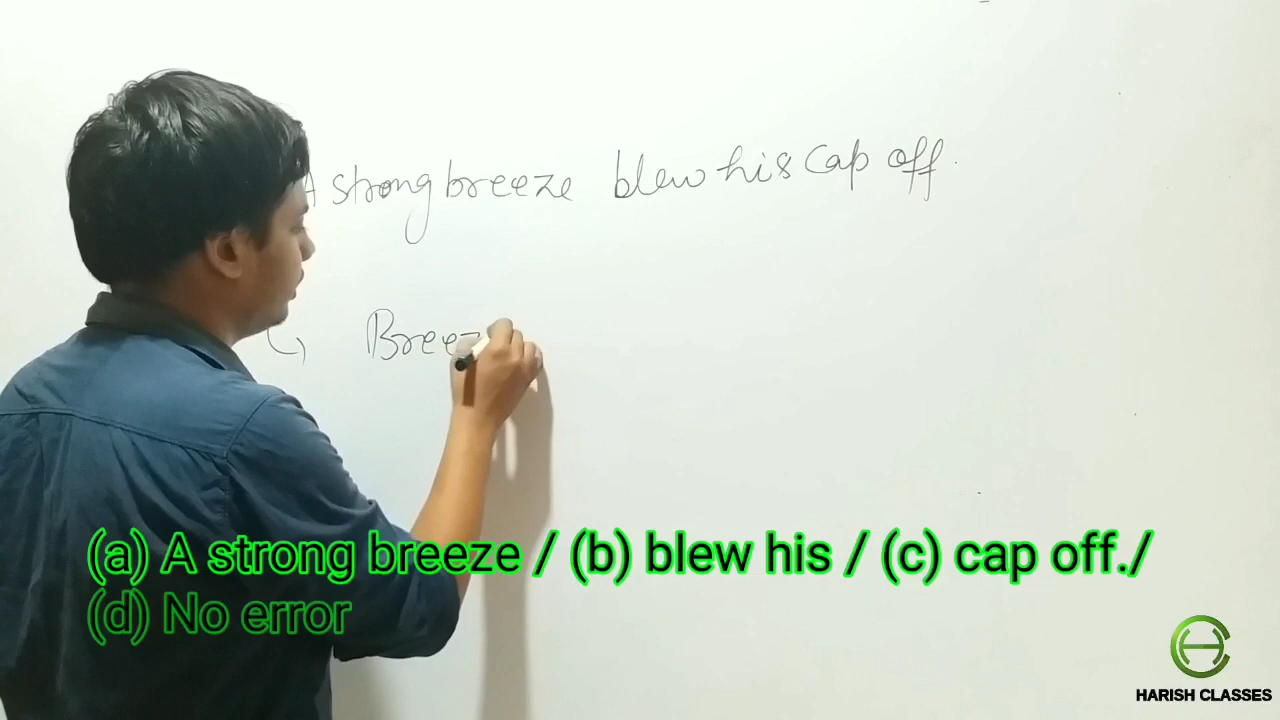 A strong breeze blew his cap off.
Breez
(a) A strong breeze / (b) blew his / (c) cap off./
(d) No error
HARISH CLASSES